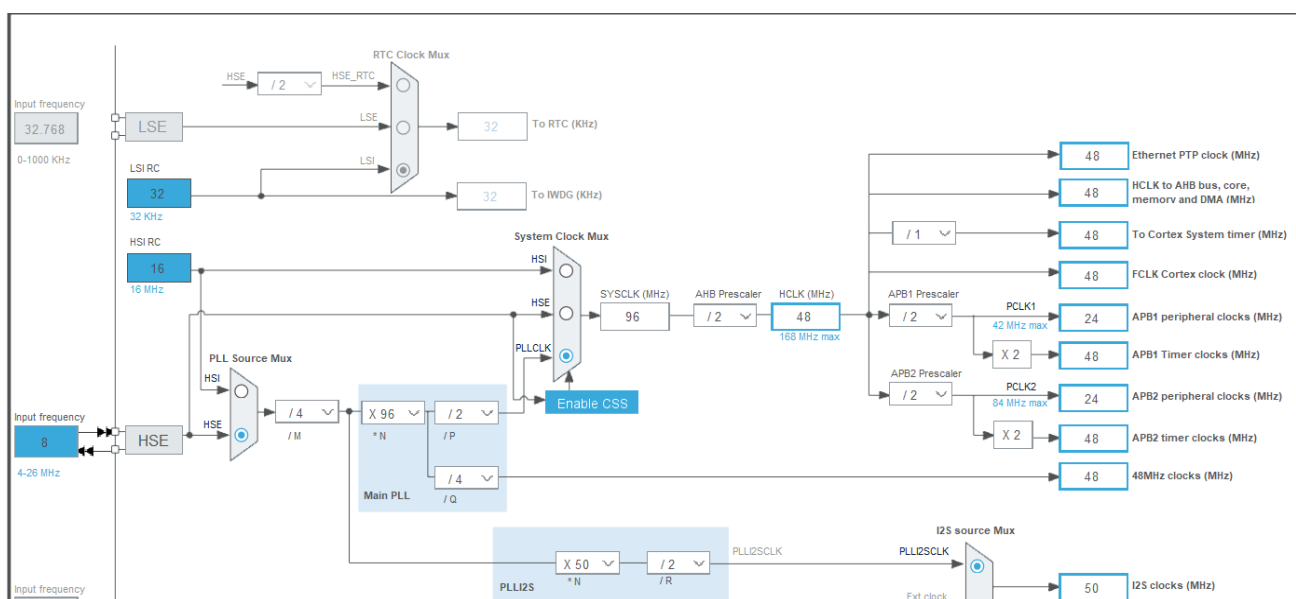 RTC Clock Mux
HSE
/ 2
HSE_RTC
Input frequency
32.768
0-1000 KHz
LSE
LSE
32
To RTC (KHz)
LSI RC
32
32 KHz
LSI
32
To IWDG (KHz)
HSI RC
16
16 MHz
System Clock Mux
HSI
HSE
PLLCLK
SYSCLK (MHz)
96
AHB Prescaler
/ 2
HCLK (MHz)
48
168 MHz max
Enable CSS
48
Ethernet PTP clock (MHz)
48
HCLK to AHB bus, core,
memory and DMA (MHz)
/ 1
48
To Cortex System timer (MHz)
48
FCLK Cortex clock (MHz)
APB1 Prescaler
/ 2
PCLK1
42 MHz max
24
APB1 peripheral clocks (MHz)
X 2
48
APB1 Timer clocks (MHz)
APB2 Prescaler
/ 2
PCLK2
84 MHz max
24
APB2 peripheral clocks (MHz)
X 2
48
APB2 timer clocks (MHz)
48
48MHz clocks (MHz)
PLL Source Mux
HSI
HSE
Input frequency
8
4-26 MHz
HSE
/ 4
/ M
X 96
* N
/ 2
/ P
/ 4
/ Q
Main PLL
X 50
* N
/ 2
/ R
PLLI2S
PLLI2SCLK
PLLI2SCLK
I2S source Mux
Ext clock
50
I2S clocks (MHz)
Input frequency